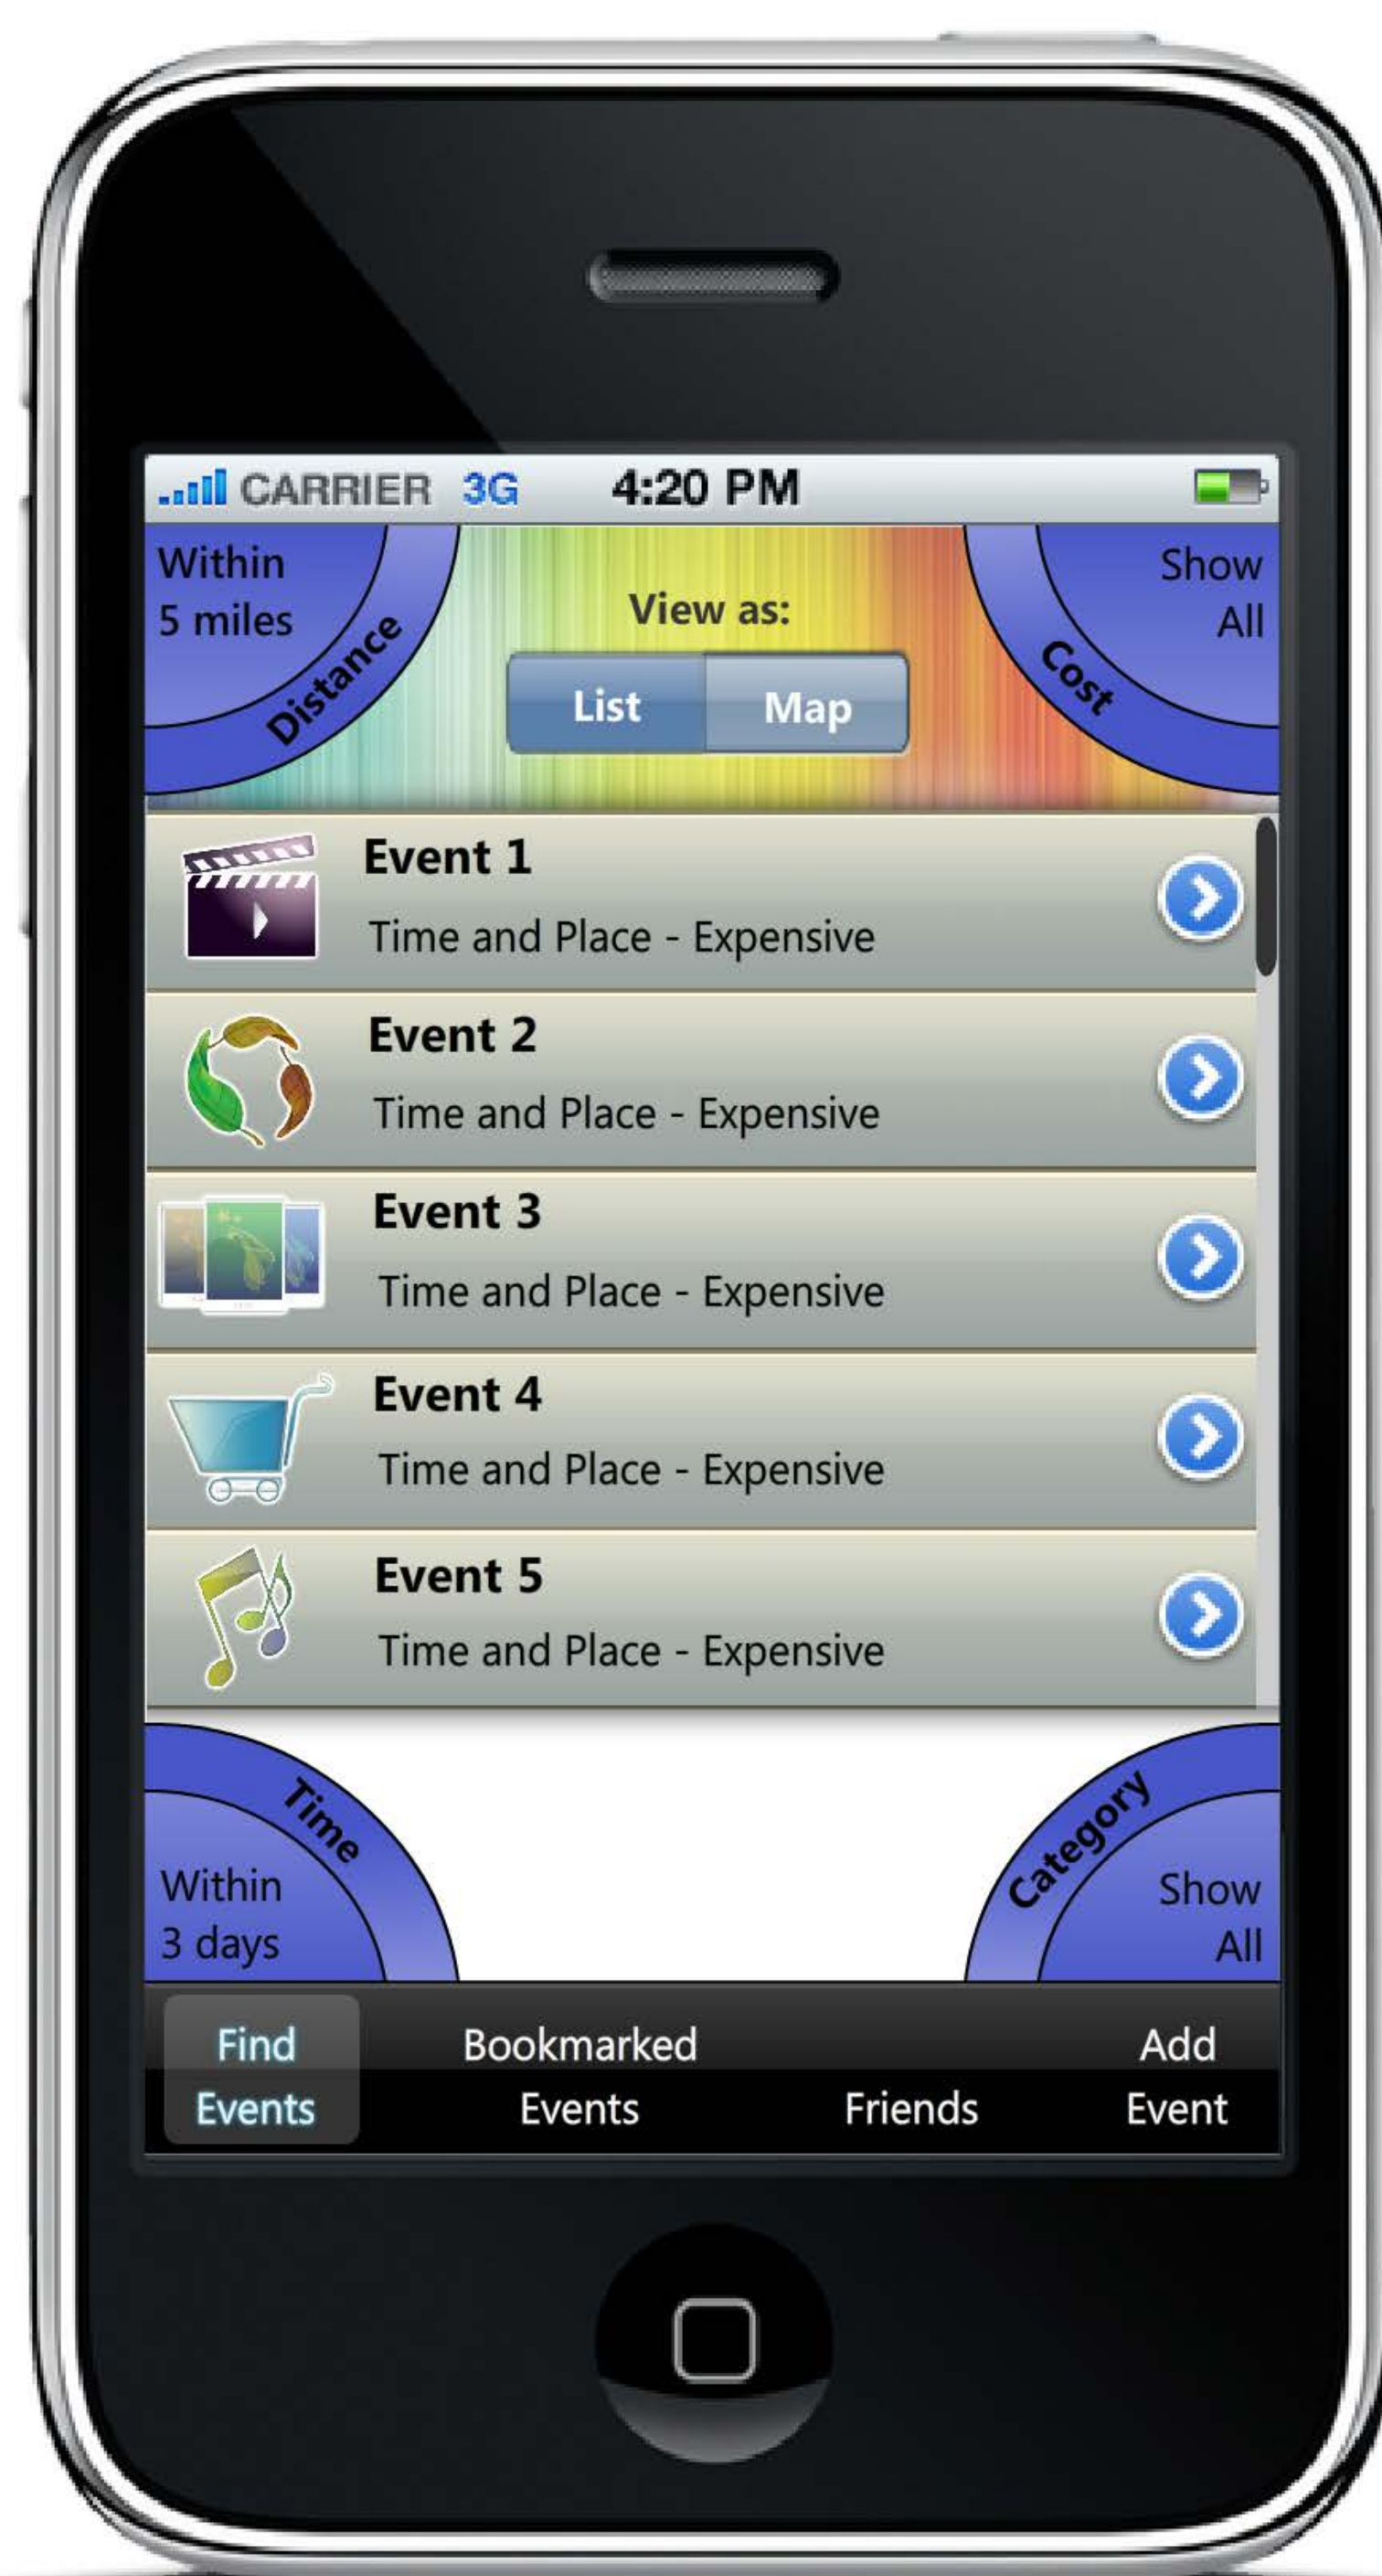 CARRIER 3G 4:20 PM
Within
5 miles
Distance
View as:
List Map
Show
All
Cost
Event 1
Time and Place - Expensive
Event 2
Time and Place - Expensive
Event 3
Time and Place - Expensive
Event 4
Time and Place - Expensive
Event 5
Time and Place - Expensive
Time
Within
3 days
Category
Show
All
Find
Events
Bookmarked
Events
Friends
Add
Event